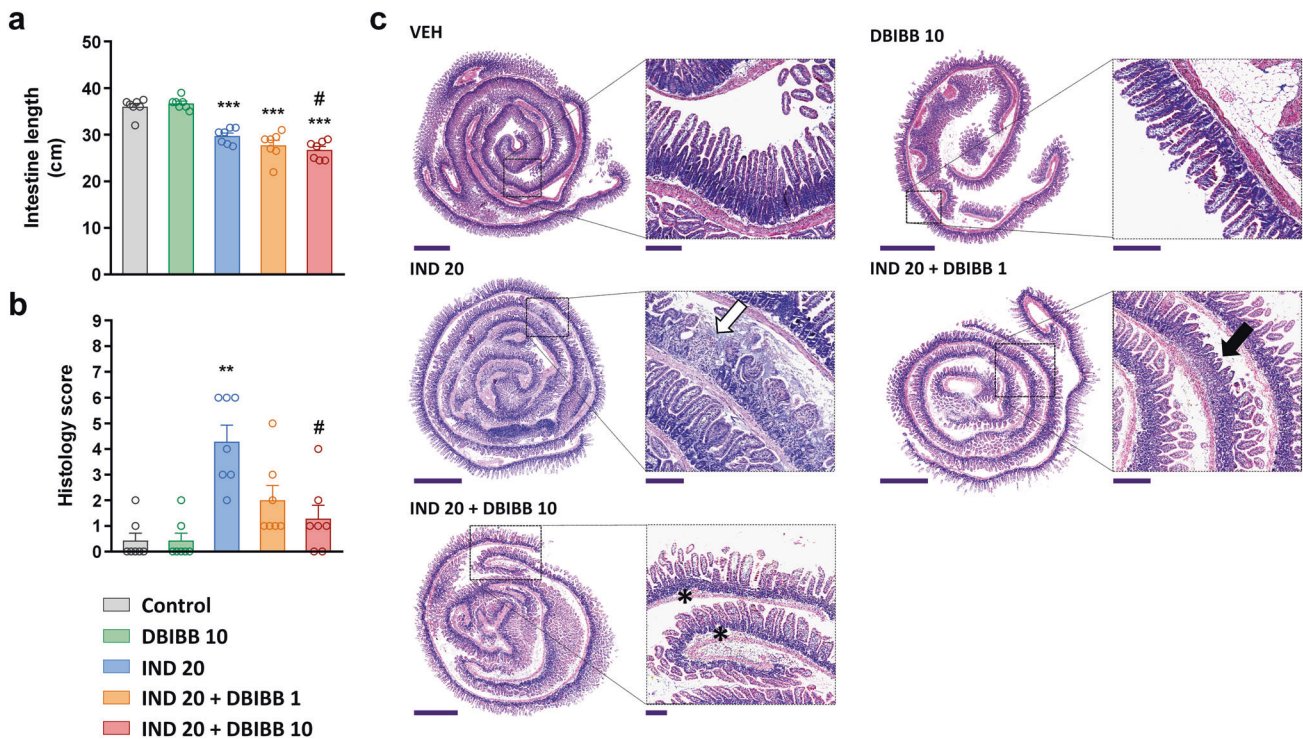 a
50
40
30
20
10
0
Intestine length
(cm)
***
***
#
***
b
9
8
7
6
5
4
3
2
1
0
Histology score
**
#
Control
DBIBB 10
IND 20
IND 20 + DBIBB 1
IND 20 + DBIBB 10
c
VEH
DBIBB 10
IND 20
IND 20 + DBIBB 1
IND 20 + DBIBB 10
*
*